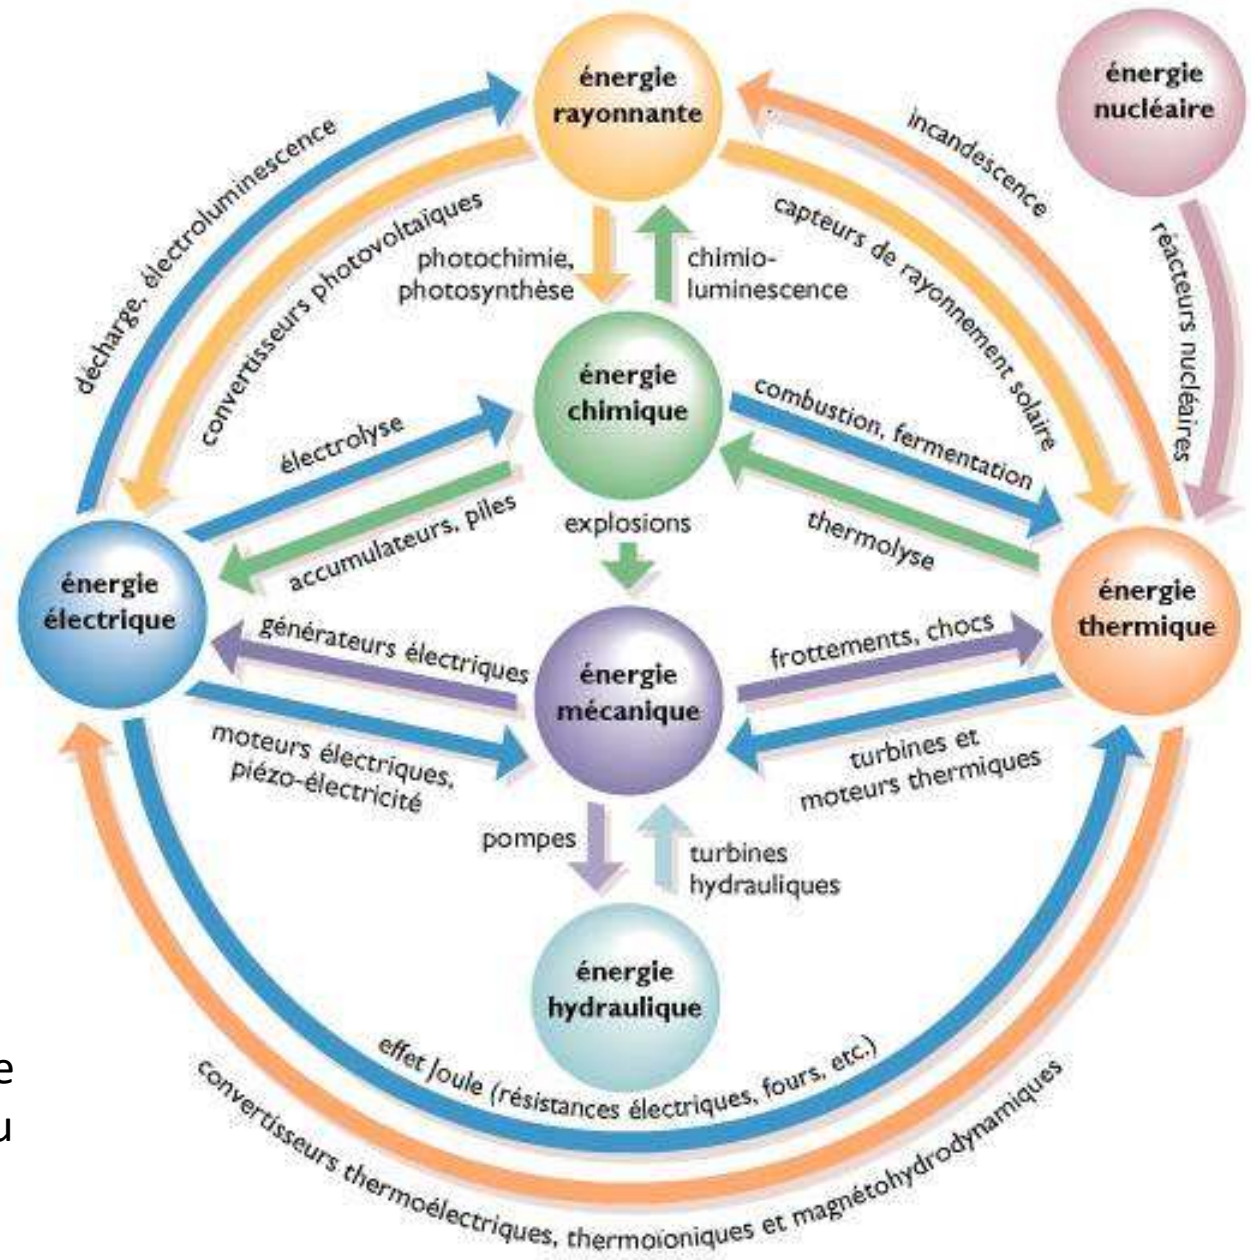 énergie
rayonnante
énergie
nucléaire
décharge, électroluminescence
convertisseurs photovoltaïques
photochimie,
photosynthèse
chimio-
luminescence
capteurs de rayonnement solaire
incandescence
réacteurs nucléaires
énergie
chimique
électrolyse
accumulateurs, piles
combustion, fermentation
thermolyse
explosions
énergie
électrique
énergie
thermique
générateurs électriques
moteurs électriques,
piézo-électricité
énergie
mécanique
frottements, chocs
turbines et
moteurs thermiques
pompes
turbines
hydrauliques
énergie
hydraulique
effet Joule (résistances électriques, fours, etc.)
convertisseurs thermoélectriques, thermoïoniques et magnétohydrodynamiques
e
u